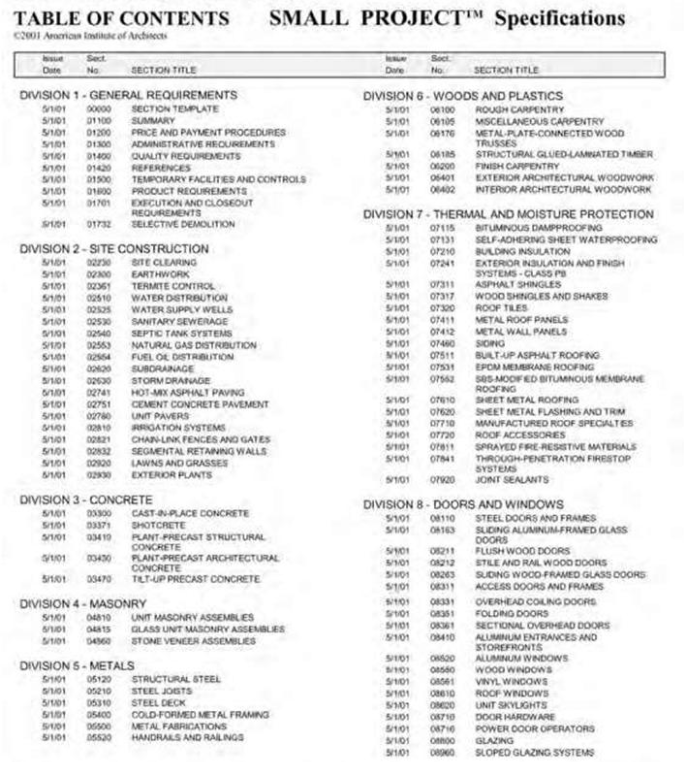 TABLE OF CONTENTS SMALL PROJECT™ Specifications
©2001 American Institute of Architects
Issue Date Sect. No. SECTION TITLE
DIVISION 1 - GENERAL REQUIREMENTS
5/1/01 00000 SECTION TEMPLATE
5/1/01 01100 SUMMARY
5/1/01 01200 PRICE AND PAYMENT PROCEDURES
5/1/01 01300 ADMINISTRATIVE REQUIREMENTS
5/1/01 01400 QUALITY REQUIREMENTS
5/1/01 01420 REFERENCES
5/1/01 01500 TEMPORARY FACILITIES AND CONTROLS
5/1/01 01600 PRODUCT REQUIREMENTS
5/1/01 01701 EXECUTION AND CLOSEOUT
REQUIREMENTS
5/1/01 01732 SELECTIVE DEMOLITION
DIVISION 2 - SITE CONSTRUCTION
5/1/01 02230 SITE CLEARING
5/1/01 02300 EARTHWORK
5/1/01 02361 TERMITE CONTROL
5/1/01 02510 WATER DISTRIBUTION
5/1/01 02525 WATER SUPPLY WELLS
5/1/01 02530 SANITARY SEWERAGE
5/1/01 02540 SEPTIC TANK SYSTEMS
5/1/01 02553 NATURAL GAS DISTRIBUTION
5/1/01 02554 FUEL OIL DISTRIBUTION
5/1/01 02620 SUBDRAINAGE
5/1/01 02630 STORM DRAINAGE
5/1/01 02741 HOT-MIX ASPHALT PAVING
5/1/01 02751 CEMENT CONCRETE PAVEMENT
5/1/01 02780 UNIT PAVERS
5/1/01 02810 IRRIGATION SYSTEMS
5/1/01 02821 CHAIN-LINK FENCES AND GATES
5/1/01 02832 SEGMENTAL RETAINING WALLS
5/1/01 02920 LAWNS AND GRASSES
5/1/01 02930 EXTERIOR PLANTS
DIVISION 3 - CONCRETE
5/1/01 03300 CAST-IN-PLACE CONCRETE
5/1/01 03371 SHOTCRETE
5/1/01 03410 PLANT-PRECAST STRUCTURAL
CONCRETE
5/1/01 03450 PLANT-PRECAST ARCHITECTURAL
CONCRETE
5/1/01 03470 TILT-UP PRECAST CONCRETE
DIVISION 4 - MASONRY
5/1/01 04810 UNIT MASONRY ASSEMBLIES
5/1/01 04815 GLASS UNIT MASONRY ASSEMBLIES
5/1/01 04860 STONE VENEER ASSEMBLIES
DIVISION 5 - METALS
5/1/01 05120 STRUCTURAL STEEL
5/1/01 05210 STEEL JOISTS
5/1/01 05310 STEEL DECK
5/1/01 05400 COLD-FORMED METAL FRAMING
5/1/01 05500 METAL FABRICATIONS
5/1/01 05520 HANDRAILS AND RAILINGS
Issue Date Sect. No. SECTION TITLE
DIVISION 6 - WOODS AND PLASTICS
5/1/01 06100 ROUGH CARPENTRY
5/1/01 06105 MISCELLANEOUS CARPENTRY
5/1/01 06176 METAL-PLATE-CONNECTED WOOD
TRUSSES
5/1/01 06185 STRUCTURAL GLUED-LAMINATED TIMBER
5/1/01 06200 FINISH CARPENTRY
5/1/01 06401 EXTERIOR ARCHITECTURAL WOODWORK
5/1/01 06402 INTERIOR ARCHITECTURAL WOODWORK
DIVISION 7 - THERMAL AND MOISTURE PROTECTION
5/1/01 07115 BITUMINOUS DAMPPROOFING
5/1/01 07131 SELF-ADHERING SHEET WATERPROOFING
5/1/01 07210 BUILDING INSULATION
5/1/01 07241 EXTERIOR INSULATION AND FINISH
SYSTEMS - CLASS PB
5/1/01 07311 ASPHALT SHINGLES
5/1/01 07317 WOOD SHINGLES AND SHAKES
5/1/01 07320 ROOF TILES
5/1/01 07411 METAL ROOF PANELS
5/1/01 07412 METAL WALL PANELS
5/1/01 07460 SIDING
5/1/01 07511 BUILT-UP ASPHALT ROOFING
5/1/01 07531 EPDM MEMBRANE ROOFING
5/1/01 07552 SBS-MODIFIED BITUMINOUS MEMBRANE
ROOFING
5/1/01 07610 SHEET METAL ROOFING
5/1/01 07620 SHEET METAL FLASHING AND TRIM
5/1/01 07710 MANUFACTURED ROOF SPECIALTIES
5/1/01 07720 ROOF ACCESSORIES
5/1/01 07811 SPRAYED FIRE-RESISTIVE MATERIALS
5/1/01 07841 THROUGH-PENETRATION FIRESTOP
SYSTEMS
5/1/01 07920 JOINT SEALANTS
DIVISION 8 - DOORS AND WINDOWS
5/1/01 08110 STEEL DOORS AND FRAMES
5/1/01 08163 SLIDING ALUMINUM-FRAMED GLASS
DOORS
5/1/01 08211 FLUSH WOOD DOORS
5/1/01 08212 STILE AND RAIL WOOD DOORS
5/1/01 08263 SLIDING WOOD-FRAMED GLASS DOORS
5/1/01 08311 ACCESS DOORS AND FRAMES
5/1/01 08331 OVERHEAD COILING DOORS
5/1/01 08351 FOLDING DOORS
5/1/01 08361 SECTIONAL OVERHEAD DOORS
5/1/01 08410 ALUMINUM ENTRANCES AND
STOREFRONTS
5/1/01 08520 ALUMINUM WINDOWS
5/1/01 08550 WOOD WINDOWS
5/1/01 08561 VINYL WINDOWS
5/1/01 08610 ROOF WINDOWS
5/1/01 08620 UNIT SKYLIGHTS
5/1/01 08710 DOOR HARDWARE
5/1/01 08716 POWER DOOR OPERATORS
5/1/01 08800 GLAZING
5/1/01 08960 SLOPED GLAZING SYSTEMS